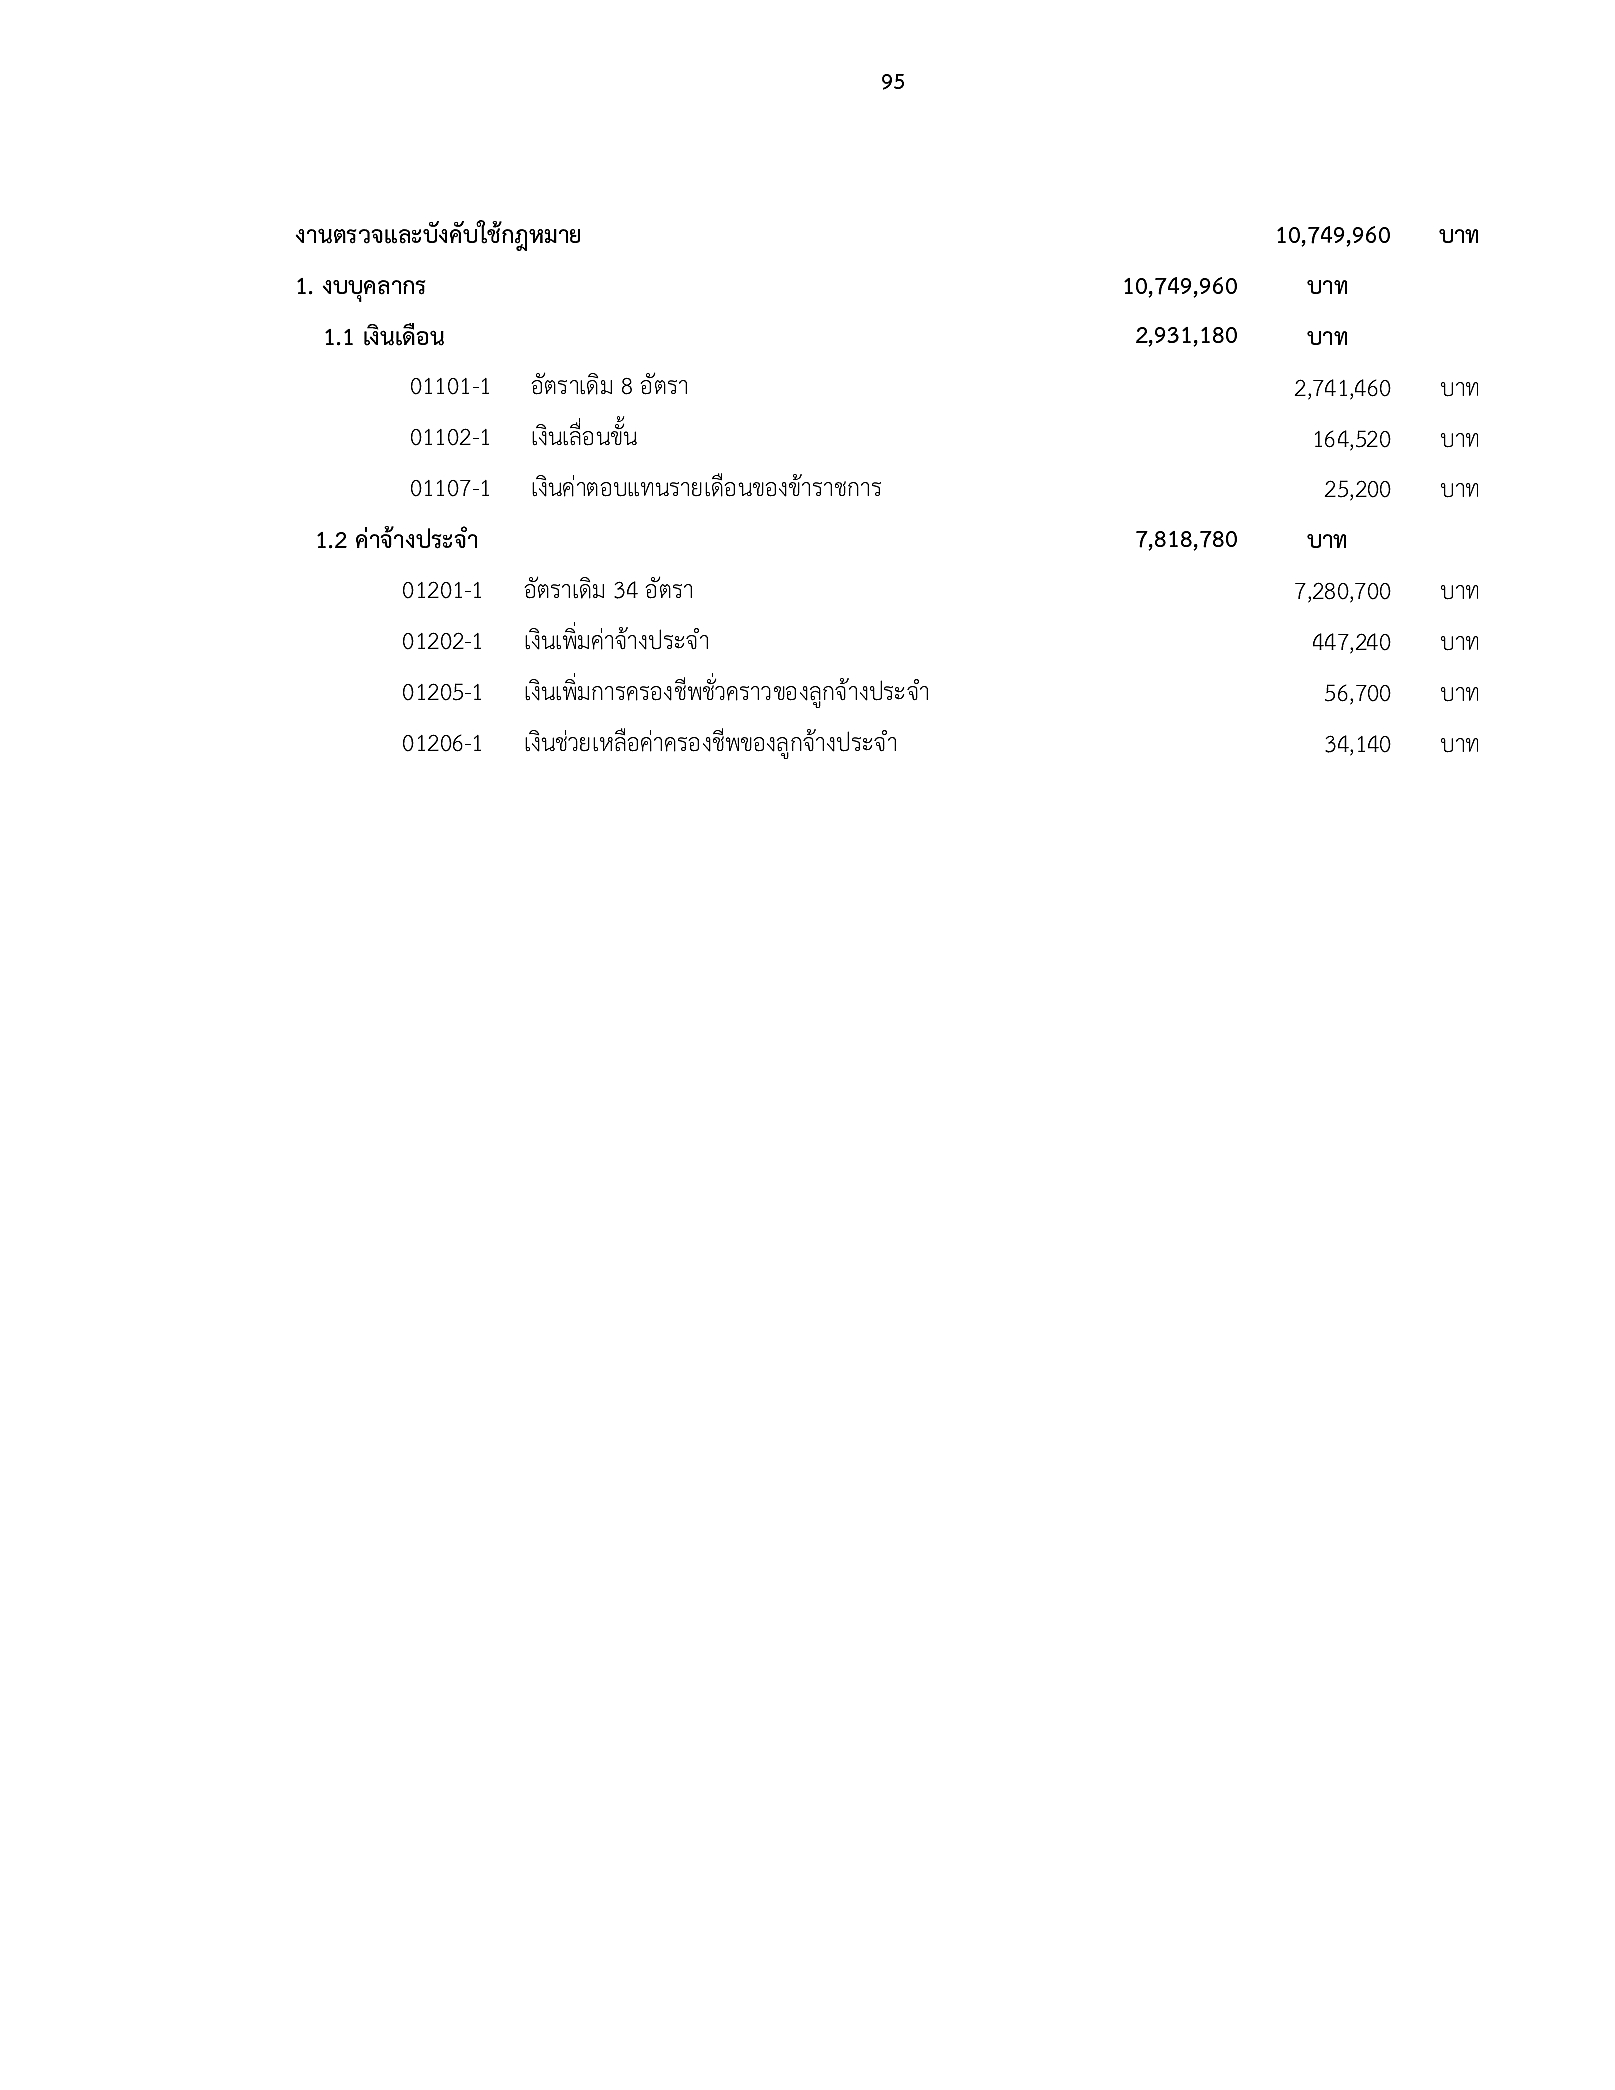 95
งานตรวจและบังคับใช้กฎหมาย 10,749,960 บาท
1. งบบุคลากร 10,749,960 บาท
1.1 เงินเดือน 2,931,180 บาท
01101-1 อัตราเดิม 8 อัตรา 2,741,460 บาท
01102-1 เงินเลื่อนขั้น 164,520 บาท
01107-1 เงินค่าตอบแทนรายเดือนของข้าราชการ 25,200 บาท
1.2 ค่าจ้างประจำ 7,818,780 บาท
01201-1 อัตราเดิม 34 อัตรา 7,280,700 บาท
01202-1 เงินเพิ่มค่าจ้างประจำ 447,240 บาท
01205-1 เงินเพิ่มการครองชีพชั่วคราวของลูกจ้างประจำ 56,700 บาท
01206-1 เงินช่วยเหลือค่าครองชีพของลูกจ้างประจำ 34,140 บาท